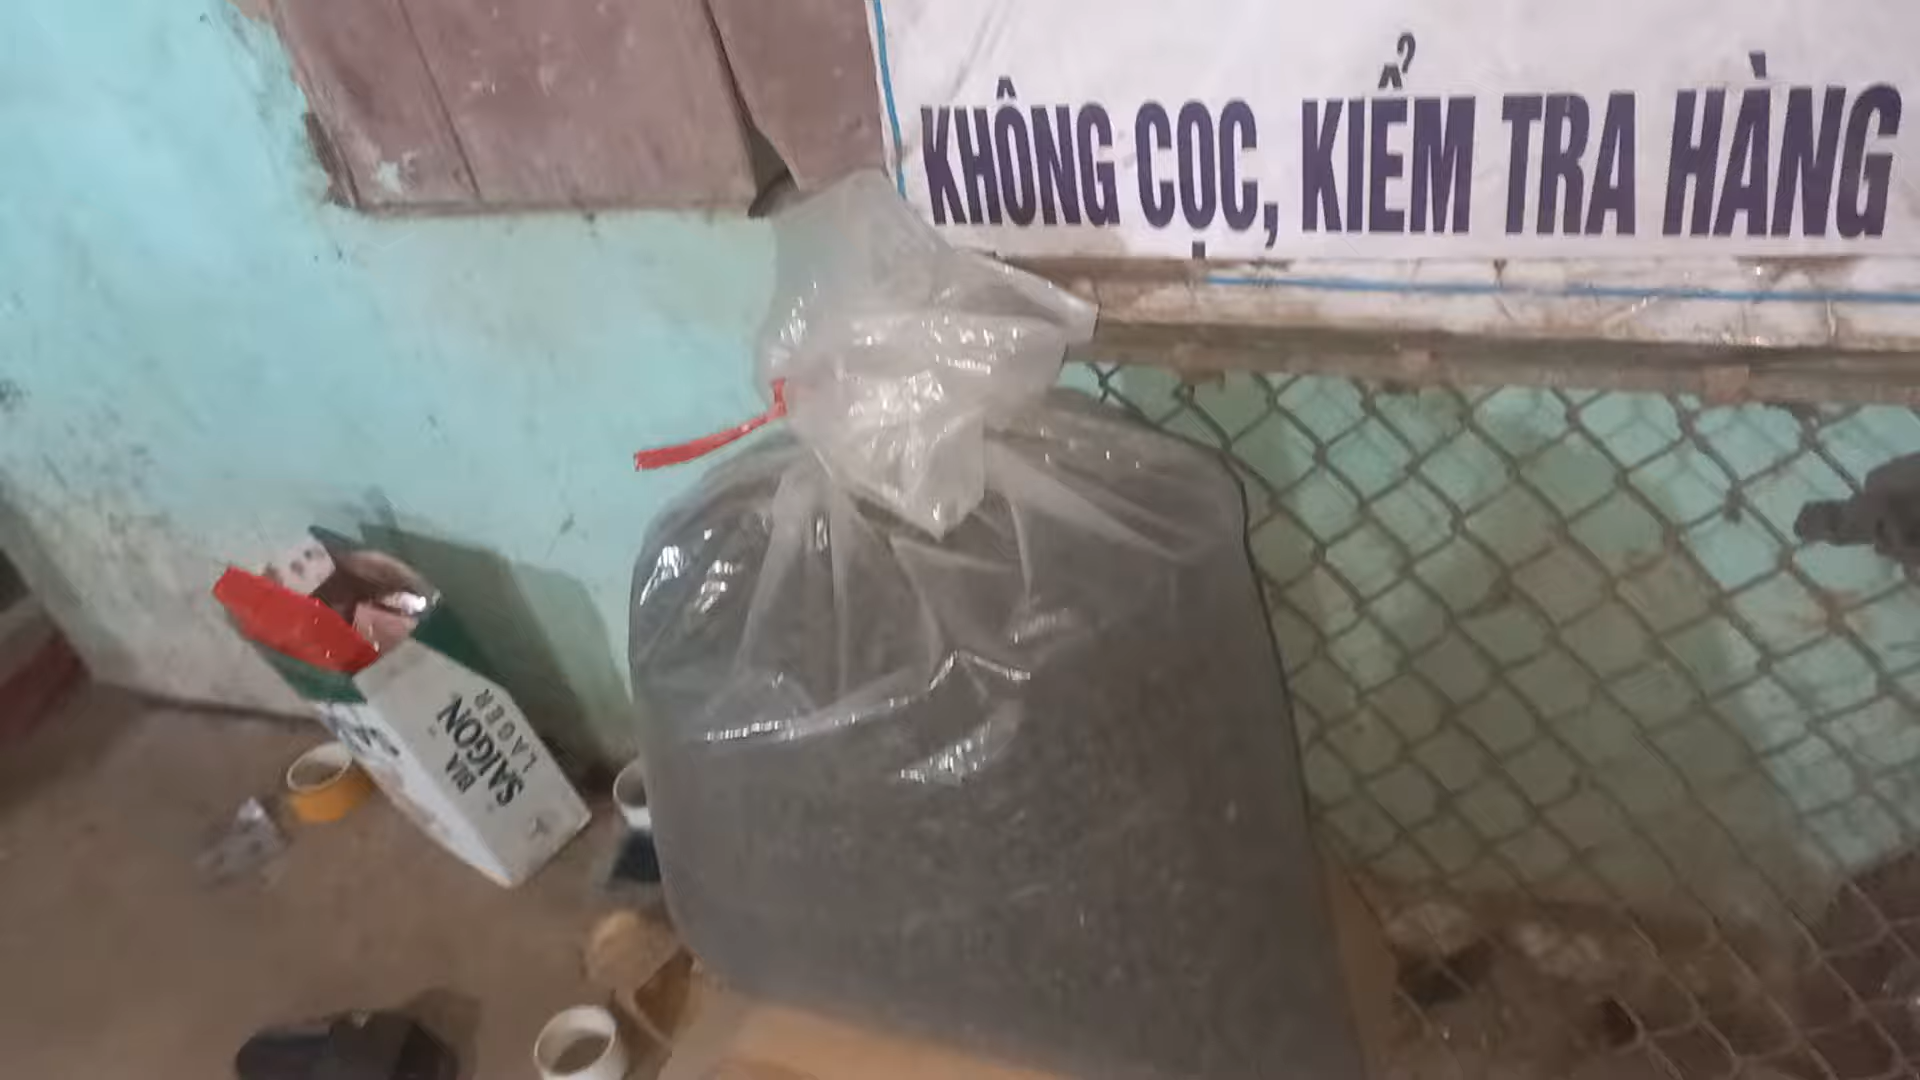 KHÔNG CỌC, KIỂM TRA HÀNG
BIA
SAIGON
LAGER